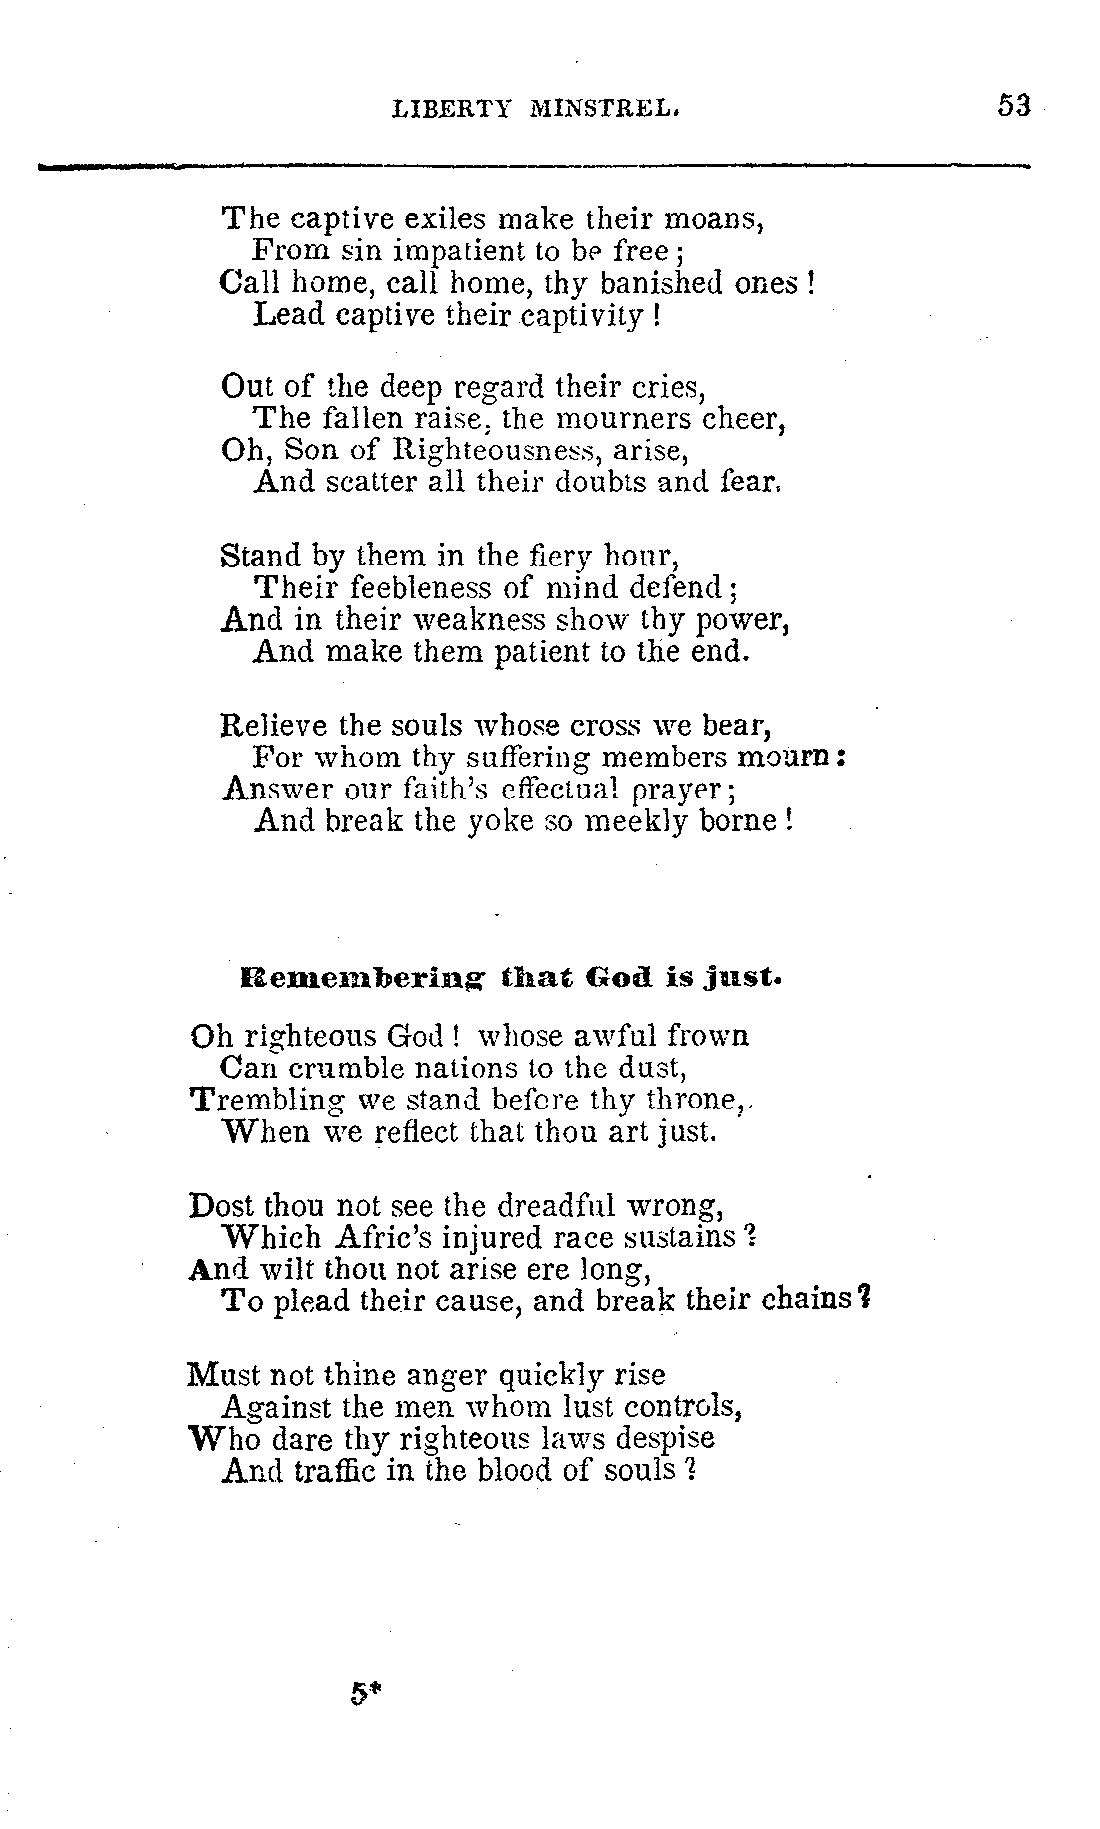 LIBERTY MINSTREL. 53
The captive exiles make their moans,
From sin impatient to be free;
Call home, call home, thy banished ones!
Lead captive their captivity!
Out of the deep regard their cries,
The fallen raise, the mourners cheer,
Oh, Son of Righteousness, arise,
And scatter all their doubts and fear.
Stand by them in the fiery hour,
Their feebleness of mind defend;
And in their weakness show thy power,
And make them patient to the end.
Relieve the souls whose cross we bear,
For whom thy suffering members mourn:
Answer our faith's effectual prayer;
And break the yoke so meekly borne!
Remembering that God is just.
Oh righteous God! whose awful frown
Can crumble nations to the dust,
Trembling we stand before thy throne,
When we reflect that thou art just.
Dost thou not see the dreadful wrong,
Which Afric's injured race sustains?
And wilt thou not arise ere long,
To plead their cause, and break their chains?
Must not thine anger quickly rise
Against the men whom lust controls,
Who dare thy righteous laws despise
And traffic in the blood of souls?
5*